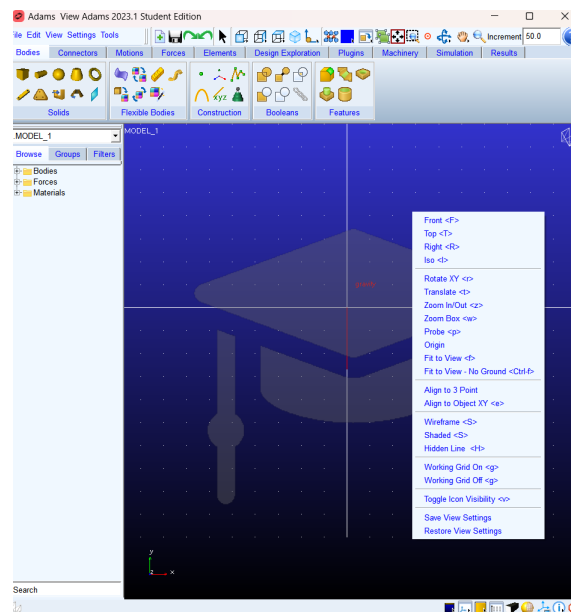 Adams View Adams 2023.1 Student Edition
File Edit View Settings Tools
Increment 50.0
Bodies Connectors Motions Forces Elements Design Exploration Plugins Machinery Simulation Results
xyz
Solids Flexible Bodies Construction Booleans Features
.MODEL_1
MODEL_1
Browse Groups Filters
Bodies
Forces
Materials
gravity
Front <F>
Top <T>
Right <R>
Iso <I>
Rotate XY <r>
Translate <t>
Zoom In/Out <z>
Zoom Box <w>
Probe <p>
Origin
Fit to View <f>
Fit to View - No Ground <Ctrl-f>
Align to 3 Point
Align to Object XY <e>
Wireframe <S>
Shaded <S>
Hidden Line <H>
Working Grid On <g>
Working Grid Off <g>
Toggle Icon Visibility <v>
Save View Settings
Restore View Settings
y
z x
Search